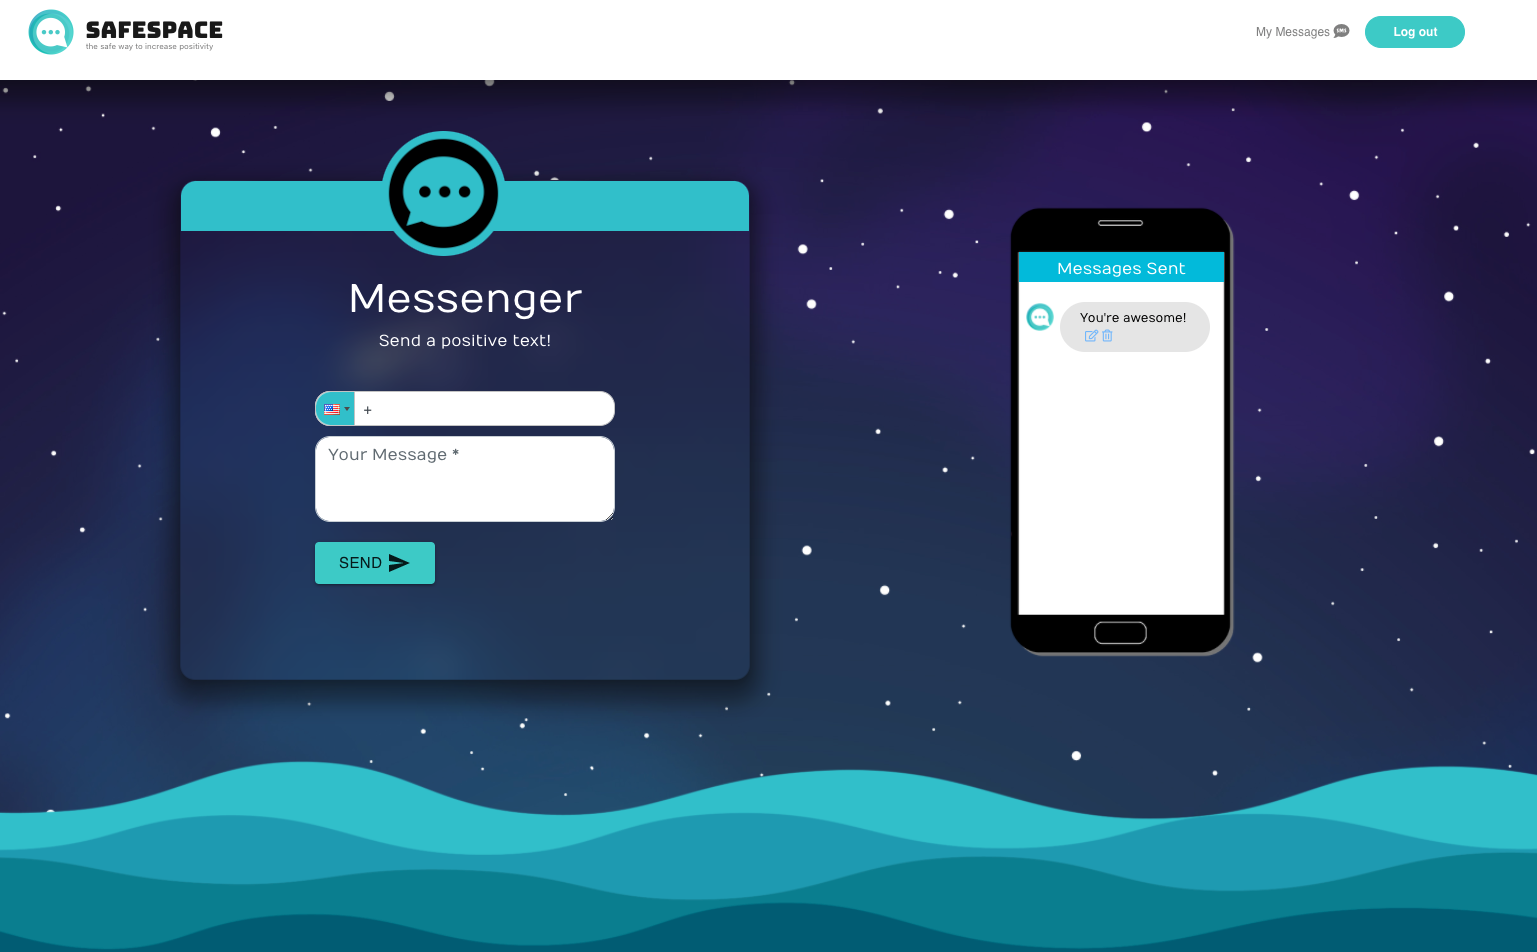 SAFESPACE
the safe way to increase positivity
My Messages
SMS
Log out
Messenger
Send a positive text!
+
Your Message *
SEND
Messages Sent
You're awesome!